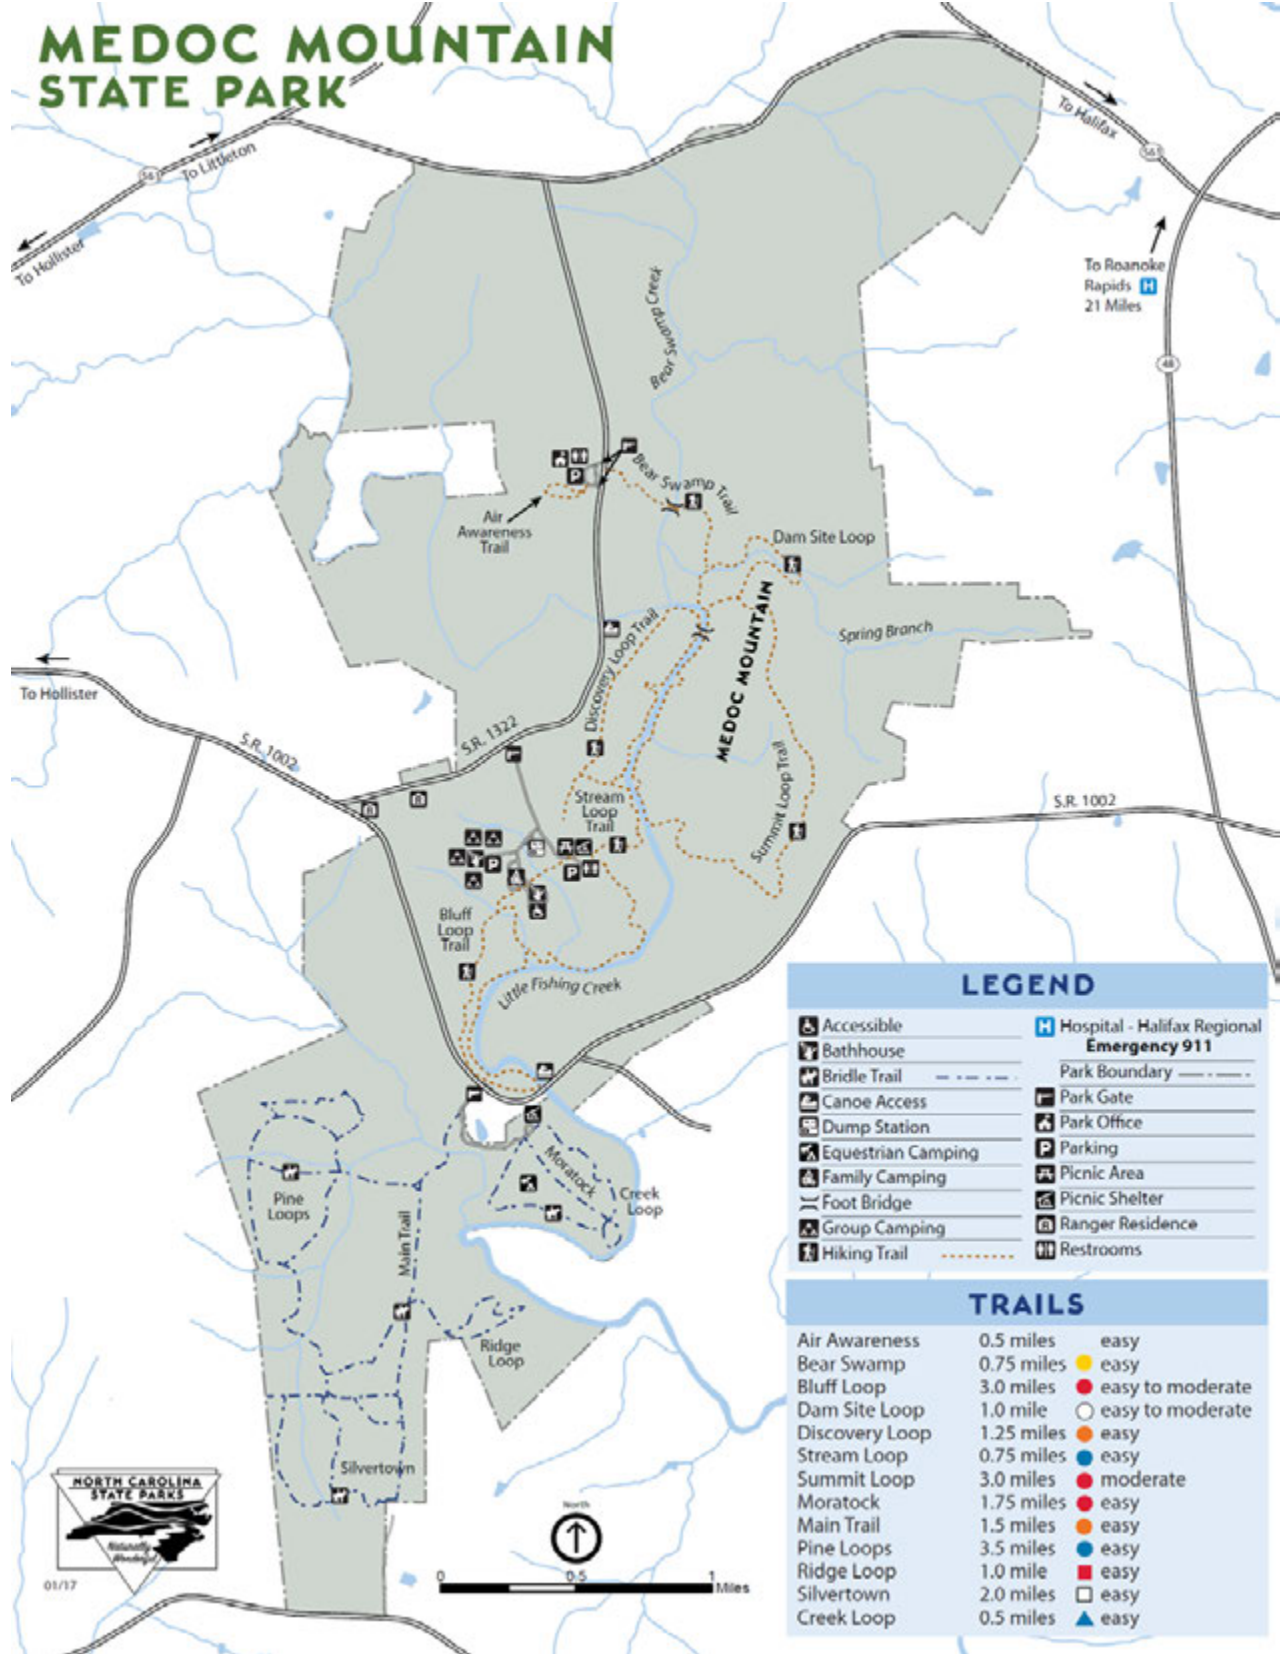 MEDOC MOUNTAIN
STATE PARK
To Halifax
561
To Littleton
To Hollister
To Roanoke
Rapids H
21 Miles
48
Bear Swamp Creek
Bear Swamp Trail
Air
Awareness
Trail
Dam Site Loop
MEDOC MOUNTAIN
Spring Branch
Discovery Loop Trail
To Hollister
S.R. 1002
S.R. 1322
Stream
Loop
Trail
Summit Loop Trail
S.R. 1002
Bluff
Loop
Trail
Little Fishing Creek
Moratock
Creek
Loop
Pine
Loops
Main Trail
Ridge
Loop
Silvertown
LEGEND
Accessible
Bathhouse
Bridle Trail
Canoe Access
Dump Station
Equestrian Camping
Family Camping
Foot Bridge
Group Camping
Hiking Trail
H Hospital - Halifax Regional
Emergency 911
Park Boundary
Park Gate
Park Office
P Parking
Picnic Area
Picnic Shelter
Ranger Residence
Restrooms
TRAILS
Air Awareness 0.5 miles easy
Bear Swamp 0.75 miles easy
Bluff Loop 3.0 miles easy to moderate
Dam Site Loop 1.0 mile easy to moderate
Discovery Loop 1.25 miles easy
Stream Loop 0.75 miles easy
Summit Loop 3.0 miles moderate
Moratock 1.75 miles easy
Main Trail 1.5 miles easy
Pine Loops 3.5 miles easy
Ridge Loop 1.0 mile easy
Silvertown 2.0 miles easy
Creek Loop 0.5 miles easy
NORTH CAROLINA
STATE PARKS
Naturally
Wonderful
01/17
North
0 0.5 1
Miles